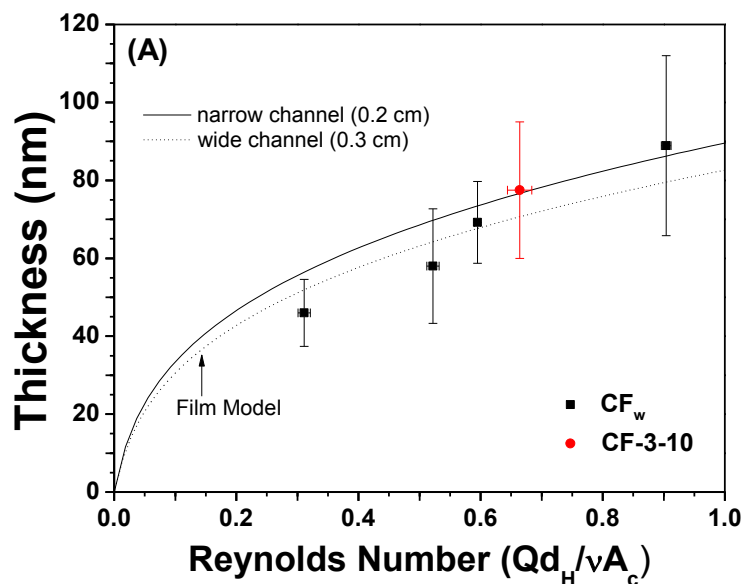 (A)
120
100
80
60
40
20
0
Thickness (nm)
narrow channel (0.2 cm)
wide channel (0.3 cm)
Film Model
CFw
CF-3-10
0.0 0.2 0.4 0.6 0.8 1.0
Reynolds Number (QdH/νAc)